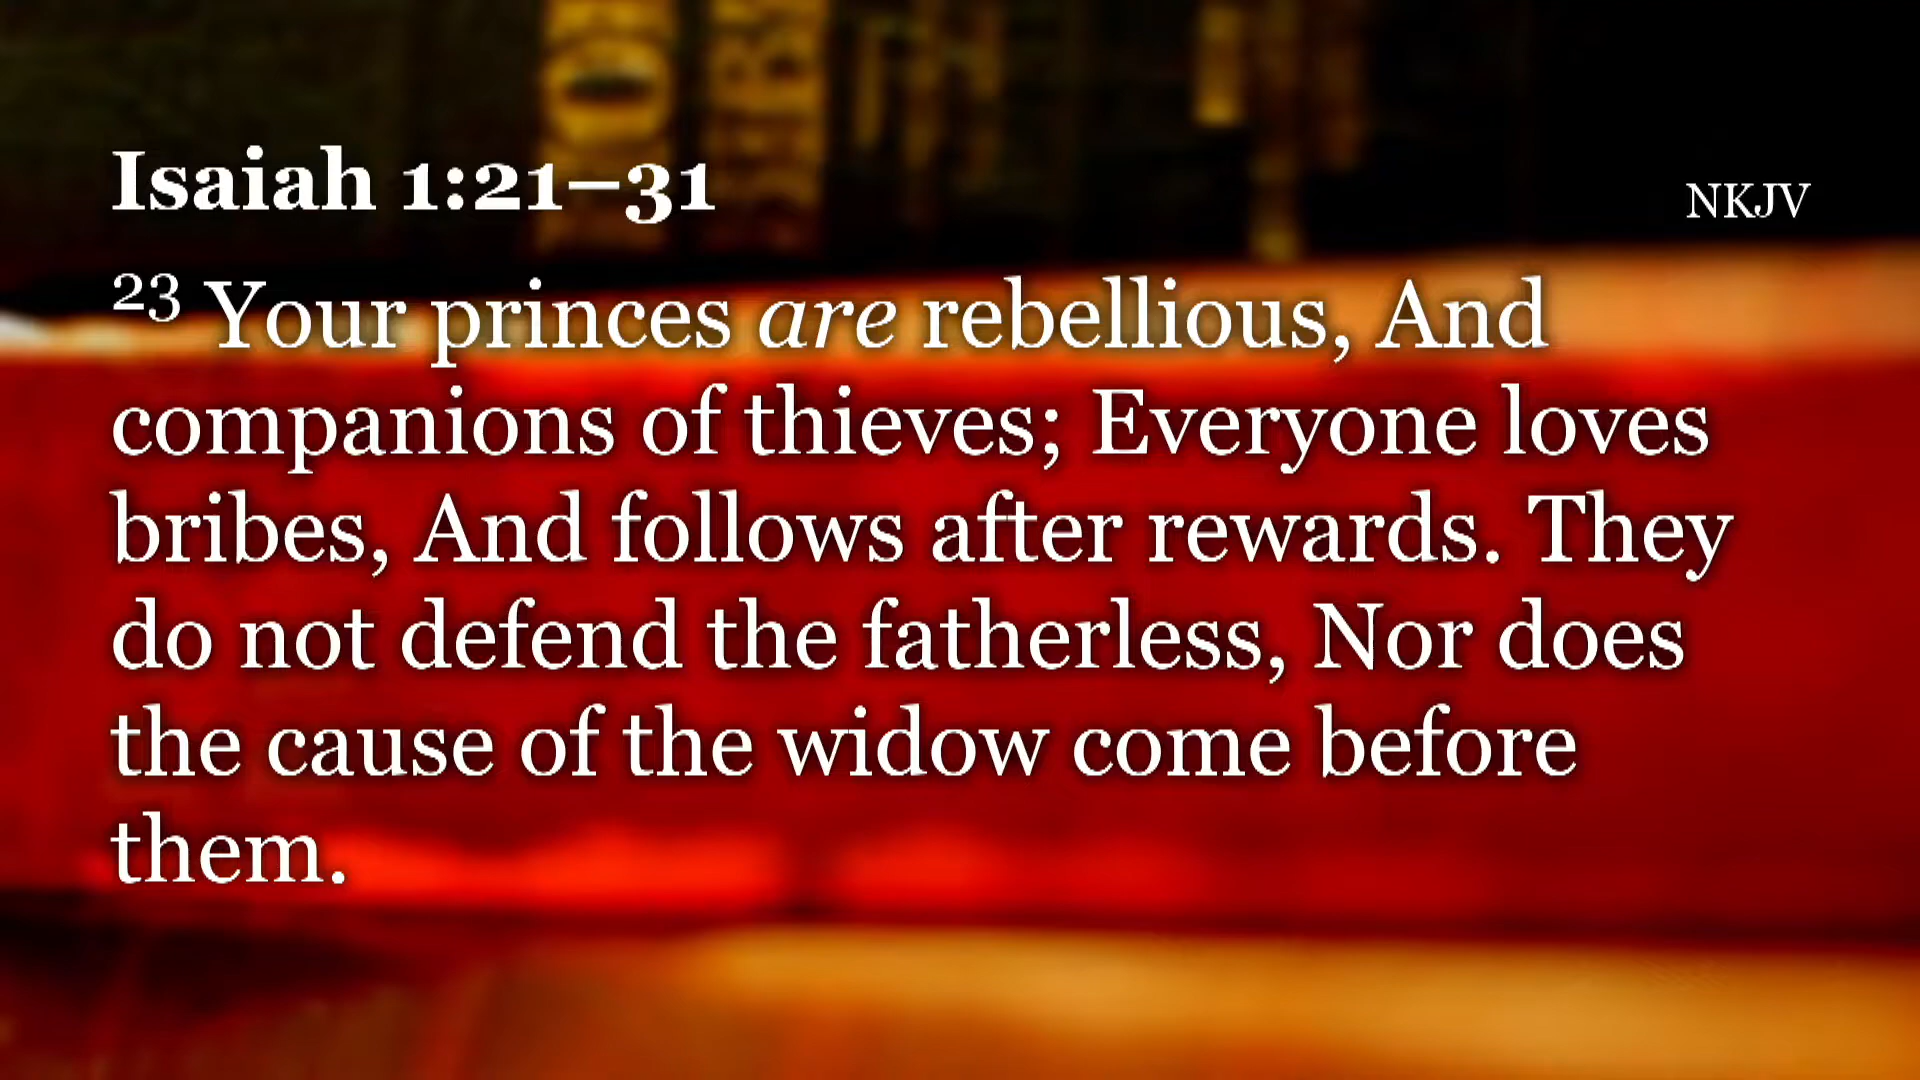 Isaiah 1:21–31
NKJV
23 Your princes are rebellious, And
companions of thieves; Everyone loves
bribes, And follows after rewards. They
do not defend the fatherless, Nor does
the cause of the widow come before
them.